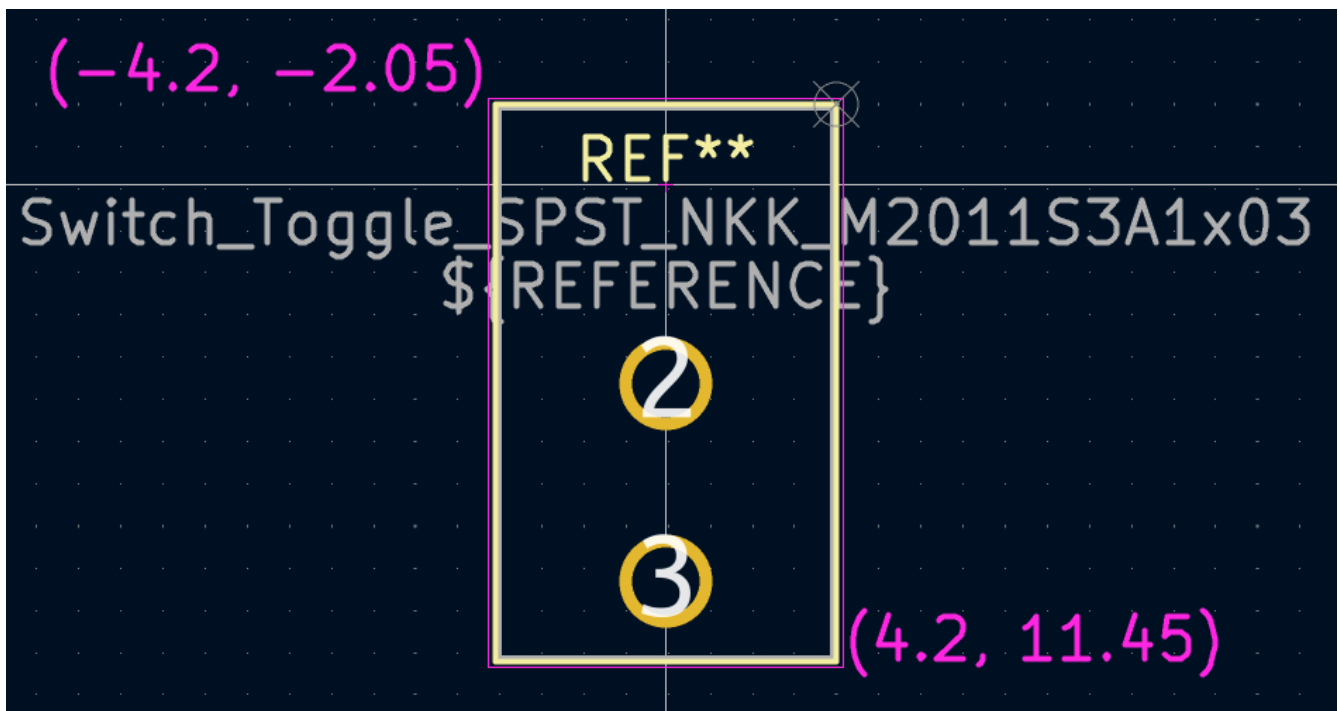 (-4.2, -2.05)
REF**
Switch_Toggle_SPST_NKK_M2011S3A1x03
${REFERENCE}
2
3
(4.2, 11.45)